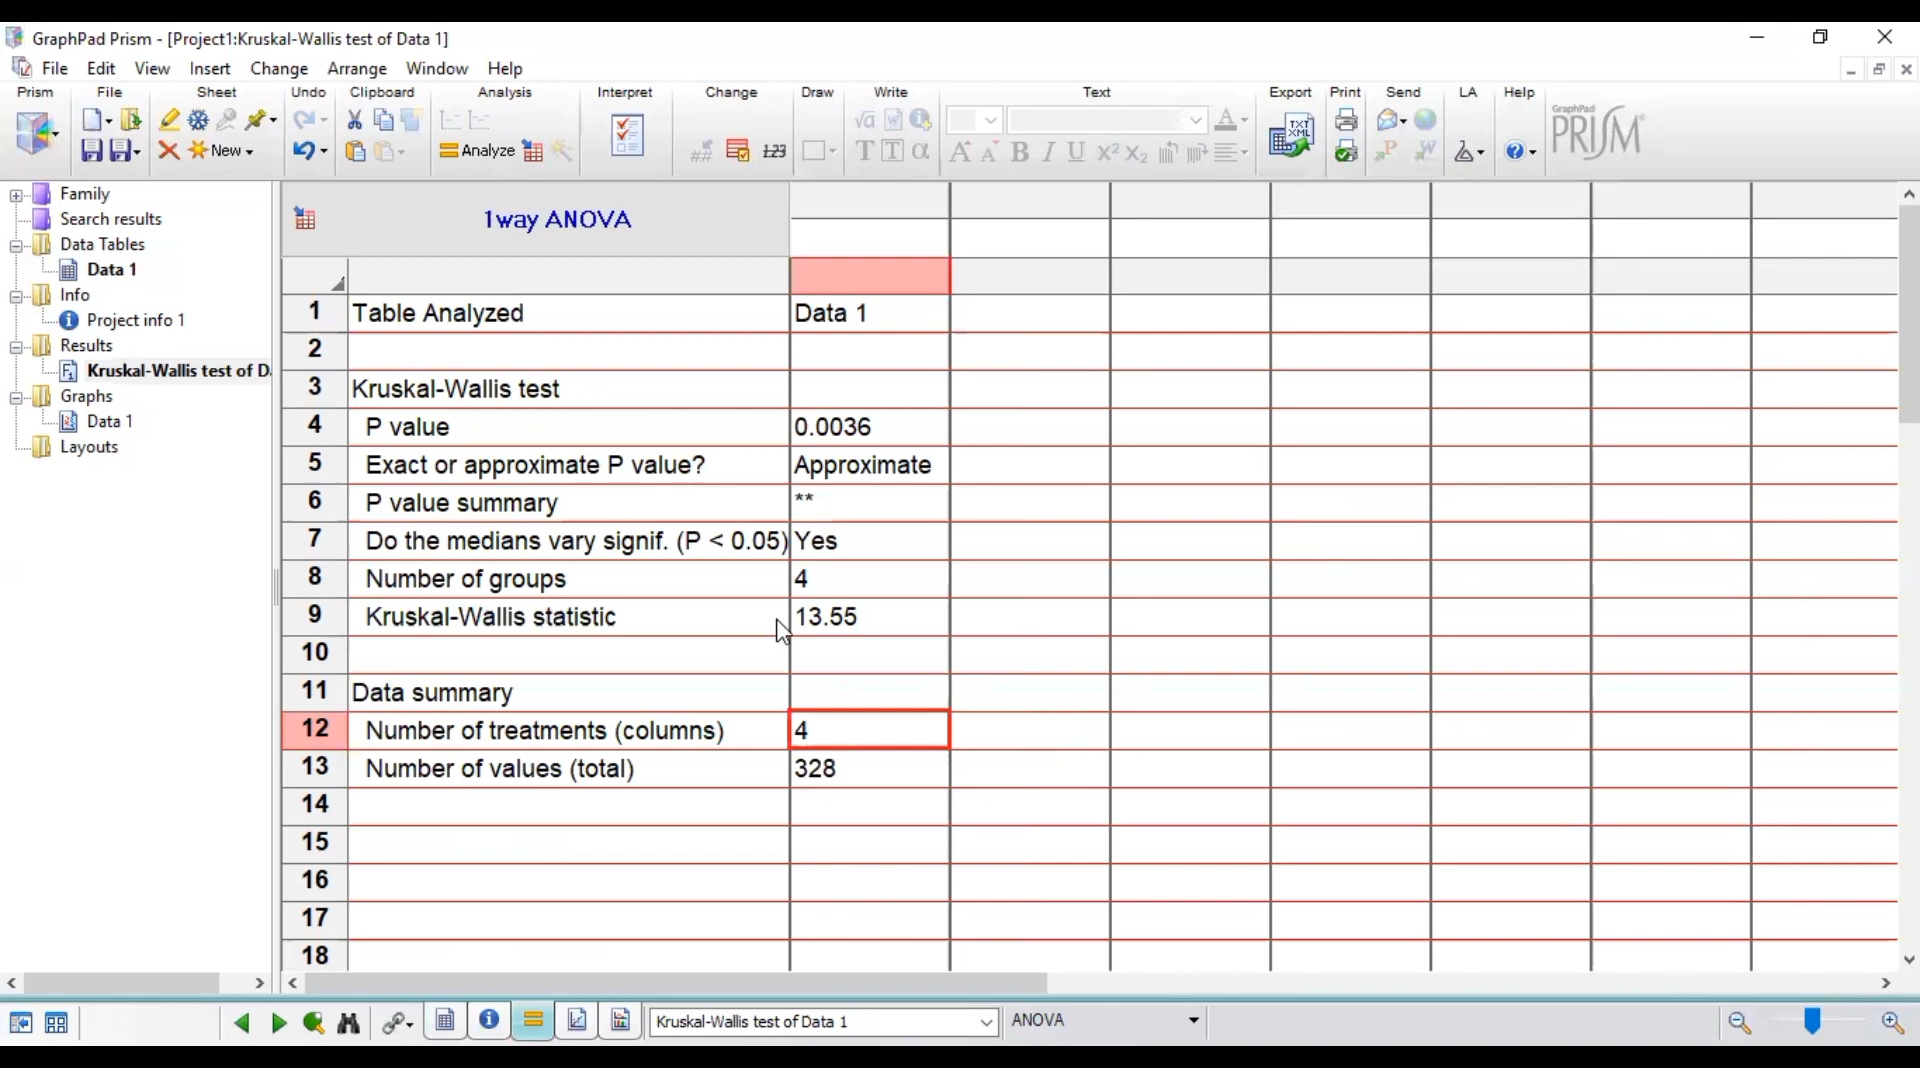 GraphPad Prism - [Project1:Kruskal-Wallis test of Data 1]
File Edit View Insert Change Arrange Window Help
Prism File Sheet Undo Clipboard Analysis Interpret Change Draw Write Text Export Print Send LA Help
New
Analyze
GraphPad
PRISM
TXT
XML
Family
Search results
Data Tables
Data 1
Info
Project info 1
Results
Kruskal-Wallis test of D
Graphs
Data 1
Layouts
1way ANOVA
1 Table Analyzed Data 1
2
3 Kruskal-Wallis test
4 P value 0.0036
5 Exact or approximate P value? Approximate
6 P value summary **
7 Do the medians vary signif. (P < 0.05) Yes
8 Number of groups 4
9 Kruskal-Wallis statistic 13.55
10
11 Data summary
12 Number of treatments (columns) 4
13 Number of values (total) 328
14
15
16
17
18
Kruskal-Wallis test of Data 1 ANOVA